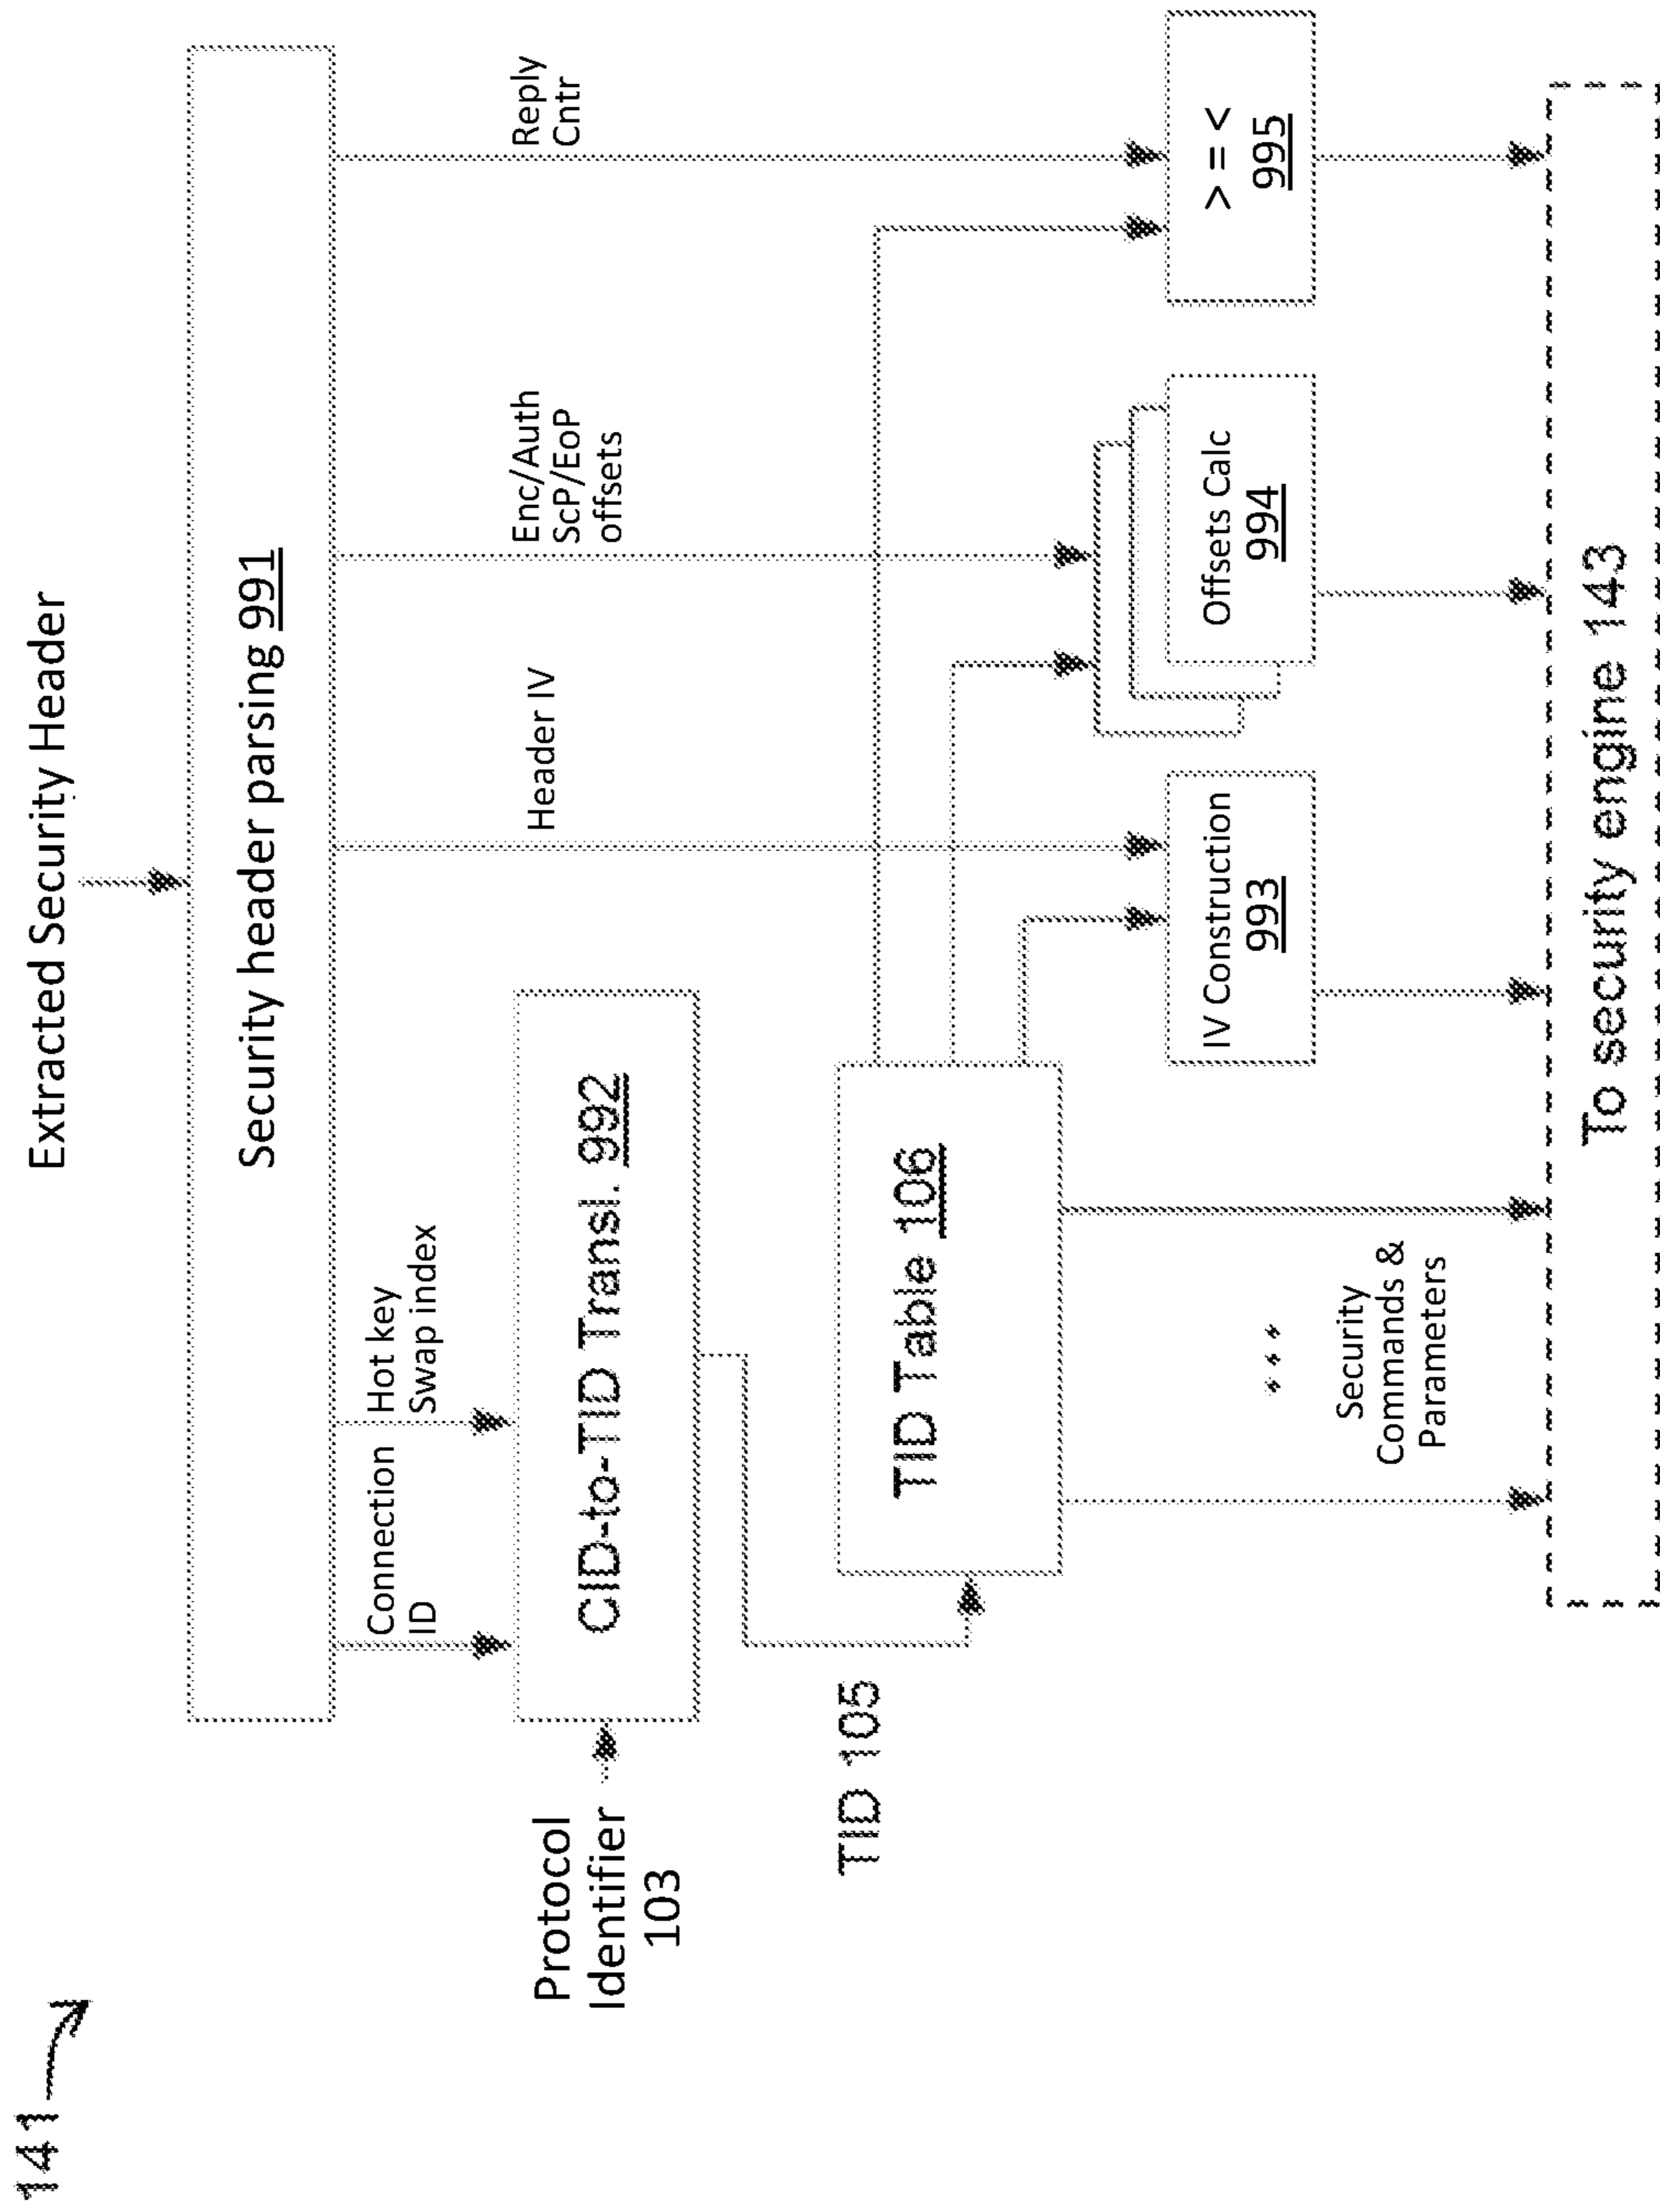 141
Extracted Security Header
Security header parsing 991
Connection
ID
Hot key
Swap index
Header IV
Enc/Auth
ScP/EoP
offsets
Reply
Cntr
Protocol
Identifier
103
CID-to-TID Transl. 992
TID 105
TID Table 106
IV Construction
993
Offsets Calc
994
> = <
995
Security
Commands &
Parameters
To security engine 143